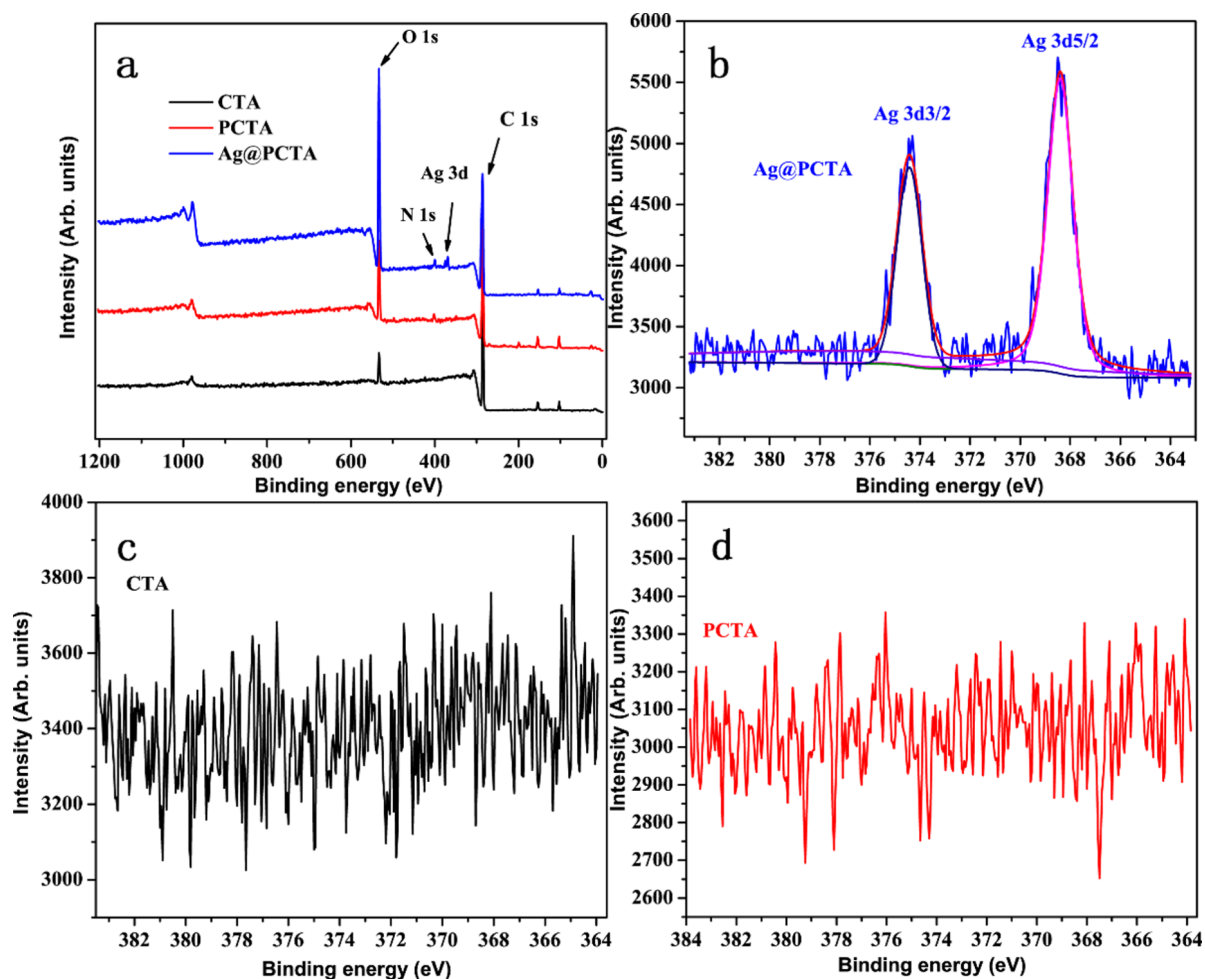 a
CTA
PCTA
Ag@PCTA
O 1s
C 1s
Ag 3d
N 1s
Intensity (Arb. units)
1200 1000 800 600 400 200 0
Binding energy (eV)
b
Ag 3d5/2
Ag 3d3/2
Ag@PCTA
Intensity (Arb. units)
6000
5500
5000
4500
4000
3500
3000
382 380 378 376 374 372 370 368 366 364
Binding energy (eV)
c
CTA
Intensity (Arb. units)
4000
3800
3600
3400
3200
3000
382 380 378 376 374 372 370 368 366 364
Binding energy (eV)
d
PCTA
Intensity (Arb. units)
3600
3500
3400
3300
3200
3100
3000
2900
2800
2700
2600
384 382 380 378 376 374 372 370 368 366 364
Binding energy (eV)